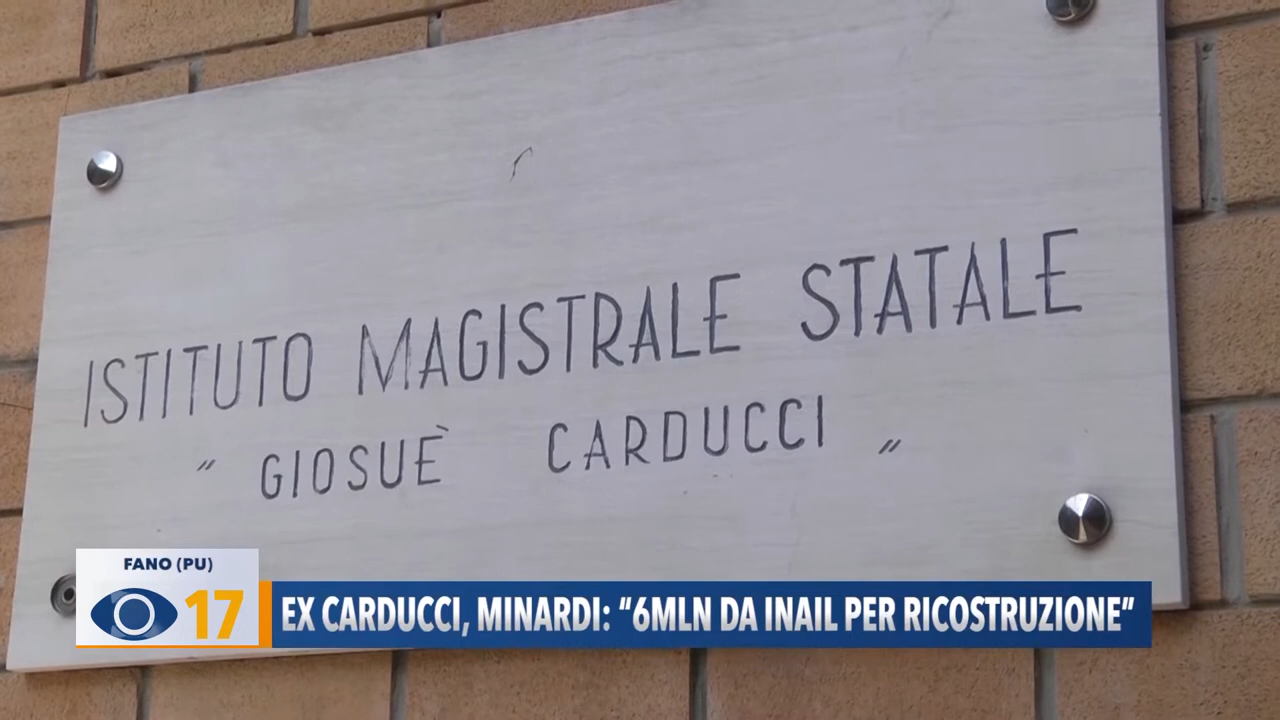 ISTITUTO MAGISTRALE STATALE
〃 GIOSUÈ CARDUCCI 〃
FANO (PU)
17
EX CARDUCCI, MINARDI: “6MLN DA INAIL PER RICOSTRUZIONE”